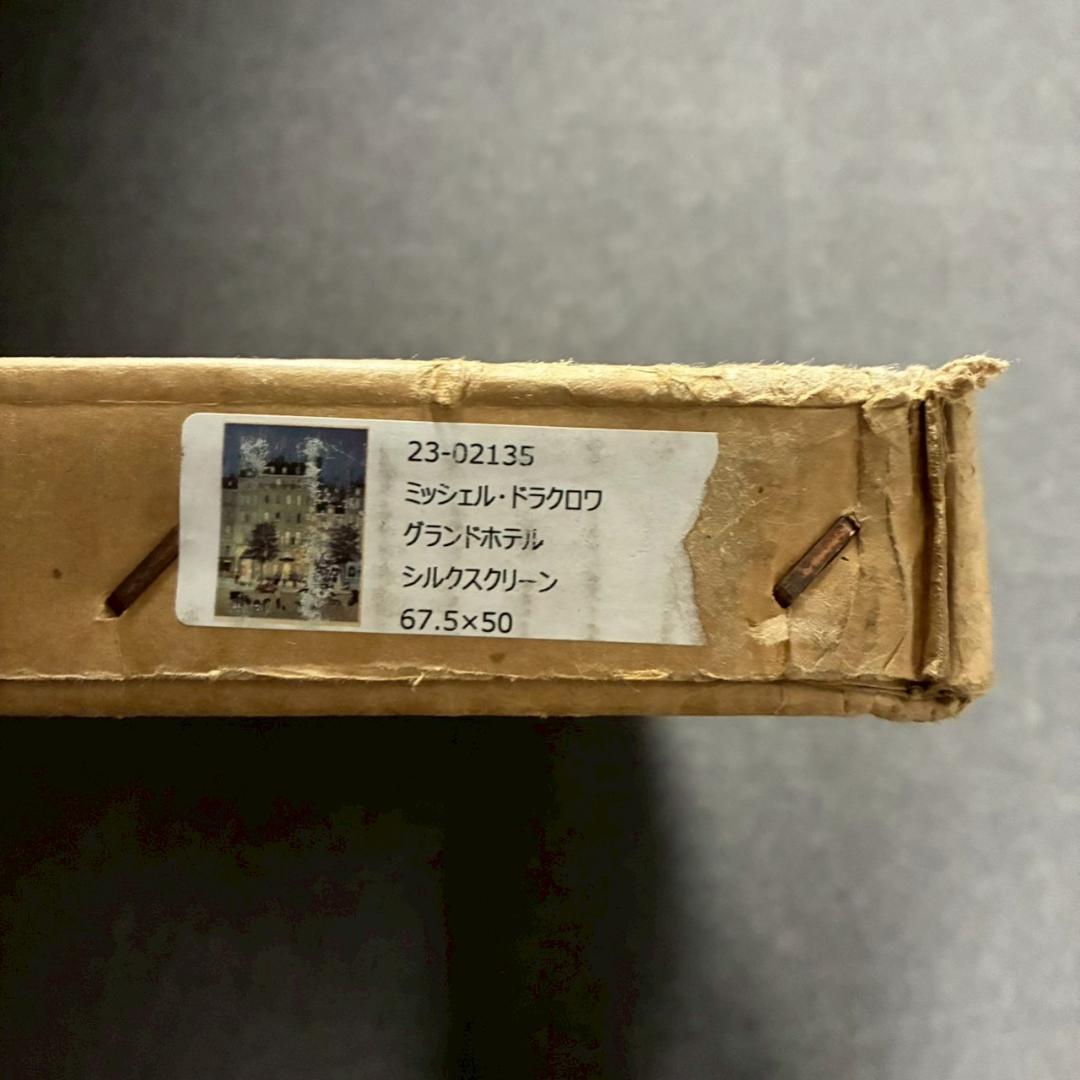 23-02135
ミッシェル・ドラクロワ
グランドホテル
シルクスクリーン
67.5×50